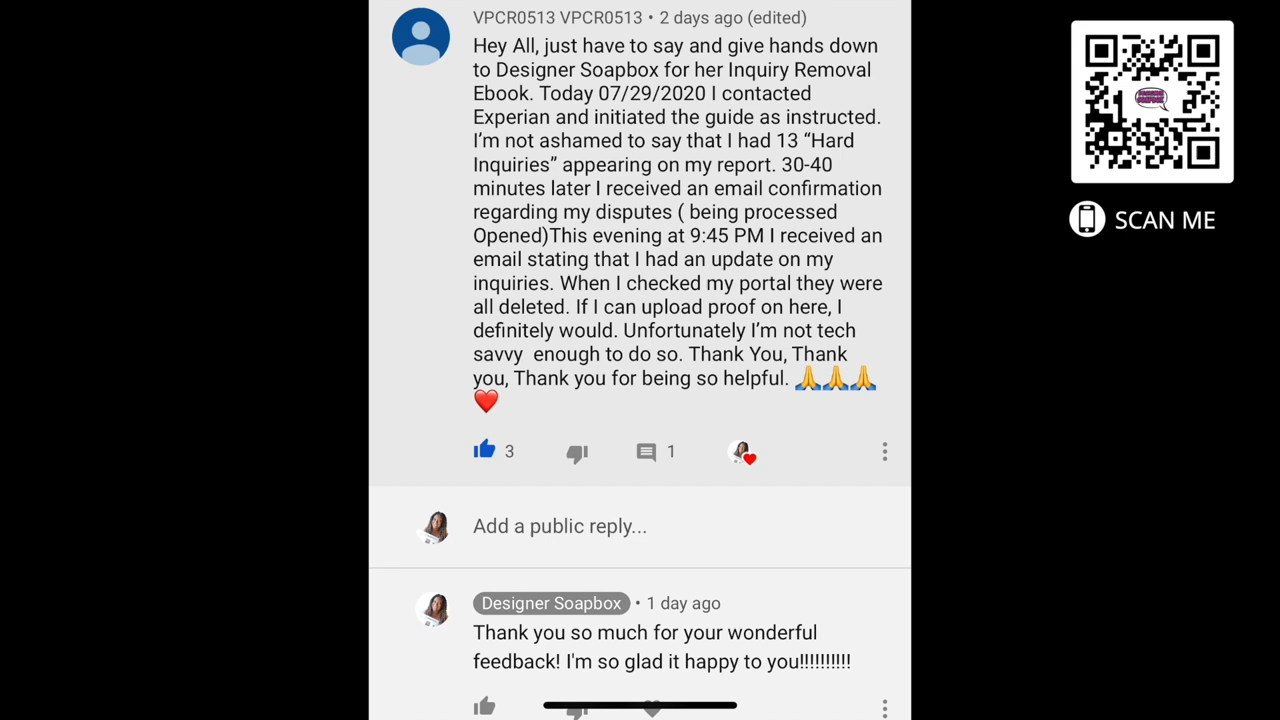 VPCR0513 VPCR0513 • 2 days ago (edited)
Hey All, just have to say and give hands down
to Designer Soapbox for her Inquiry Removal
Ebook. Today 07/29/2020 I contacted
Experian and initiated the guide as instructed.
I’m not ashamed to say that I had 13 “Hard
Inquiries” appearing on my report. 30-40
minutes later I received an email confirmation
regarding my disputes ( being processed
Opened)This evening at 9:45 PM I received an
email stating that I had an update on my
inquiries. When I checked my portal they were
all deleted. If I can upload proof on here, I
definitely would. Unfortunately I’m not tech
savvy  enough to do so. Thank You, Thank
you, Thank you for being so helpful. 🙏🙏🙏
❤️
3 1
Add a public reply...
Designer Soapbox • 1 day ago
Thank you so much for your wonderful
feedback! I'm so glad it happy to you!!!!!!!!!!
SCAN ME